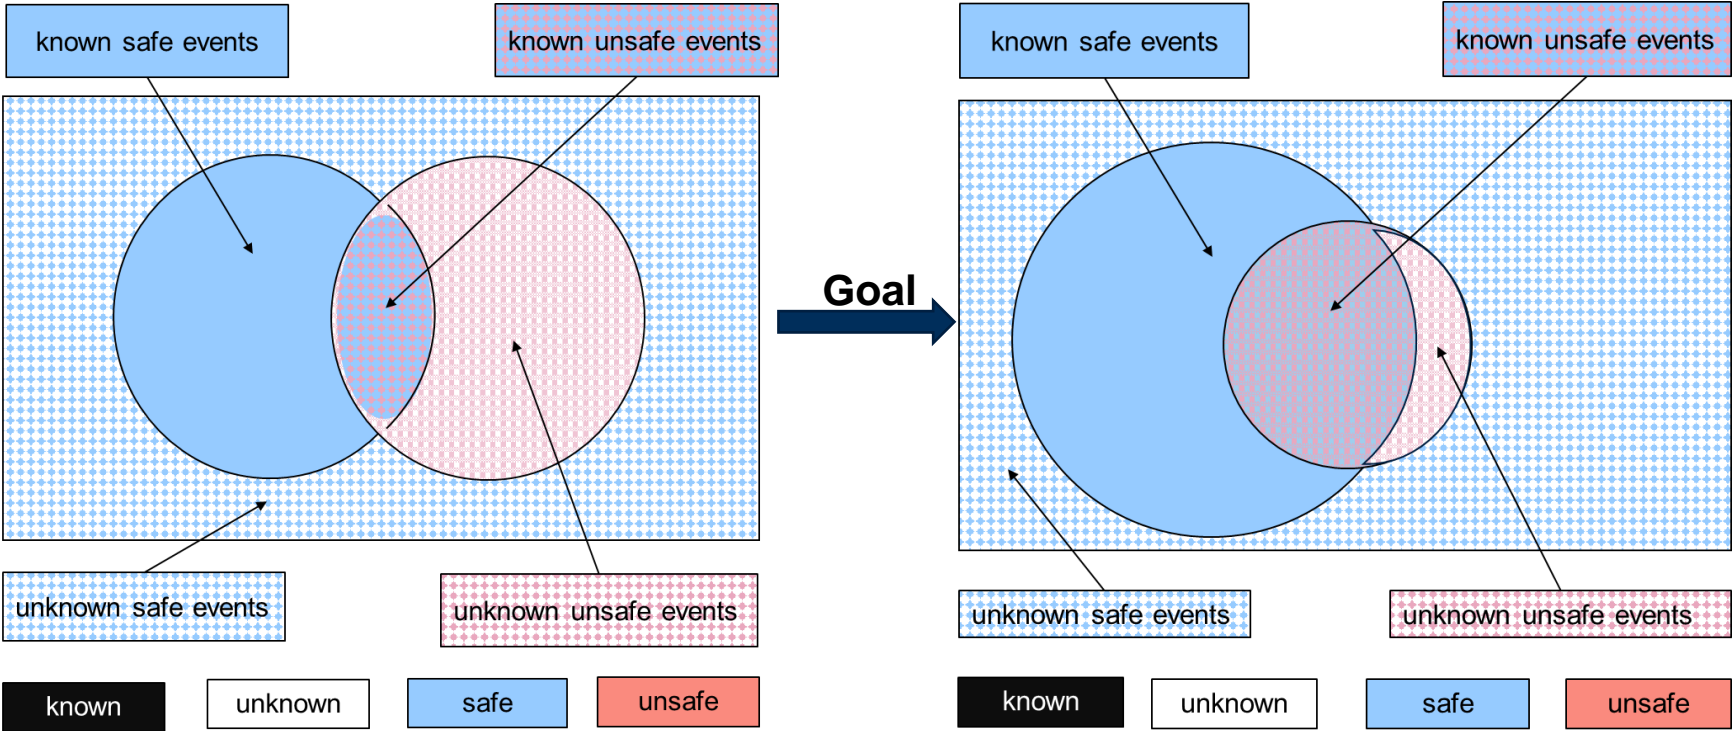 known safe events
known unsafe events
unknown safe events
unknown unsafe events
known
unknown
safe
unsafe
Goal
known safe events
known unsafe events
unknown safe events
unknown unsafe events
known
unknown
safe
unsafe